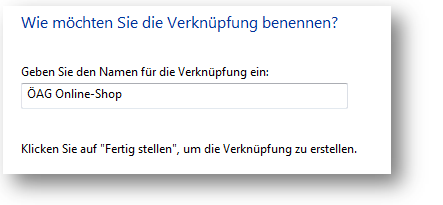 Wie möchten Sie die Verknüpfung benennen?
Geben Sie den Namen für die Verknüpfung ein:
ÖAG Online-Shop
Klicken Sie auf "Fertig stellen", um die Verknüpfung zu erstellen.